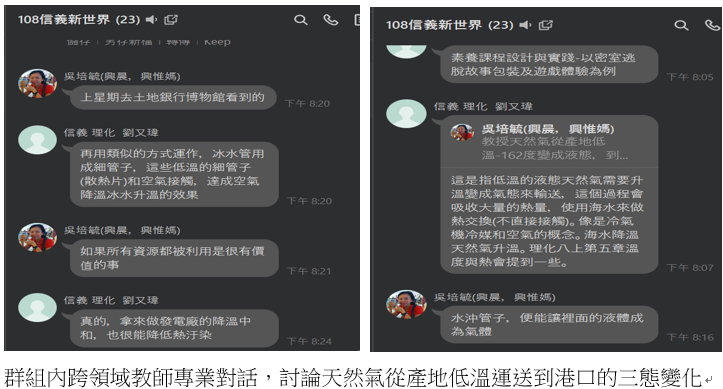 108信義新世界 (23)
儲存 | 另存新檔 | 轉傳 | Keep
吳培毓(興晨，興惟媽)
上星期去土地銀行博物館看到的
下午 8:20
信義 理化 劉又瑋
再用類似的方式運作，冰水管用
成細管子，這些低溫的細管子
(散熱片)和空氣接觸，達成空氣
降溫冰水升溫的效果
下午 8:20
吳培毓(興晨，興惟媽)
如果所有資源都被利用是很有價
值的事
下午 8:21
信義 理化 劉又瑋
真的，拿來做發電廠的降溫中
和，也很能降低熱汙染
下午 8:24
108信義新世界 (23)
素養課程設計與實踐-以密室逃
脫故事包裝及遊戲體驗為例
下午 8:05
信義 理化 劉又瑋
吳培毓(興晨，興惟媽)
教授天然氣從產地低
溫-162度變成液態，到...
這是指低溫的液態天然氣需要升
溫變成氣態來輸送，這個過程會
吸收大量的熱量，使用海水來做
熱交換(不直接接觸)。像是冷氣
機冷媒和空氣的概念。海水降溫
天然氣升溫。理化八上第五章溫
度與熱會提到一些。
下午 8:07
吳培毓(興晨，興惟媽)
水沖管子，便能讓裡面的液體成
為氣體
下午 8:16
群組內跨領域教師專業對話，討論天然氣從產地低溫運送到港口的三態變化